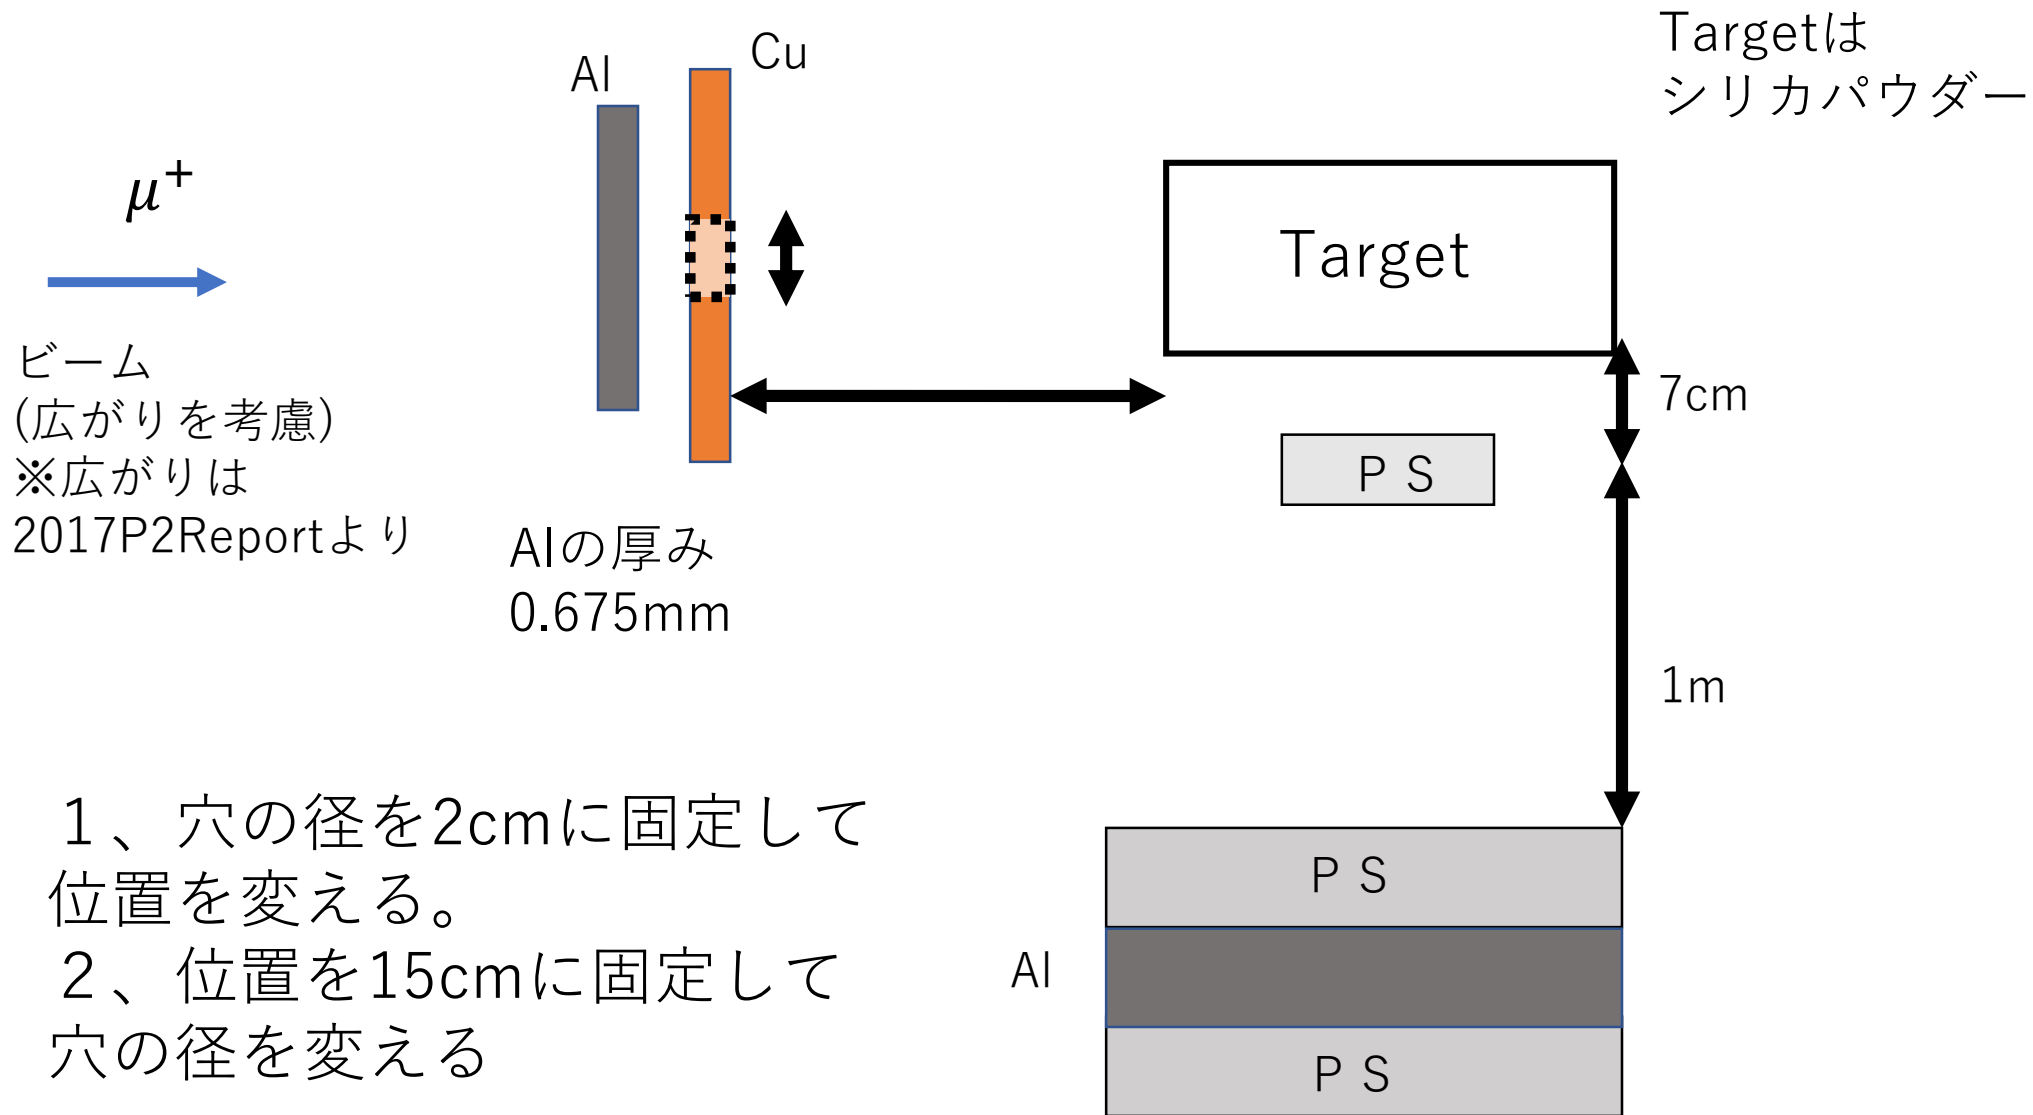 Al
Cu
Targetは
シリカパウダー
μ⁺
Target
ビーム
(広がりを考慮)
※広がりは
2017P2Reportより
7cm
ＰＳ
Alの厚み
0.675mm
1m
１、穴の径を2cmに固定して
位置を変える。
２、位置を15cmに固定して
穴の径を変える
ＰＳ
Al
ＰＳ